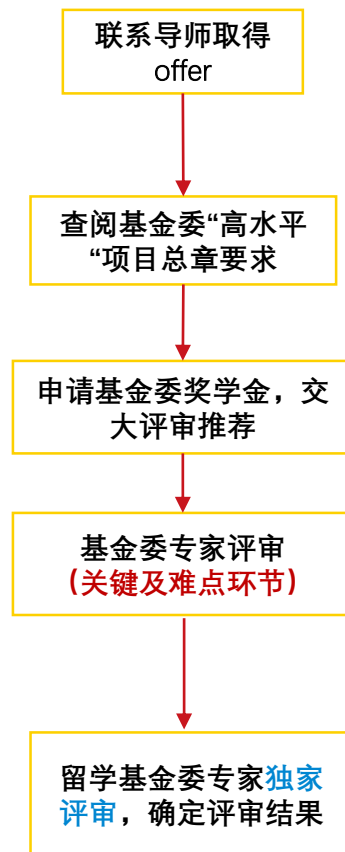 联系导师取得
offer
查阅基金委“高水平
“项目总章要求
申请基金委奖学金，交
大评审推荐
基金委专家评审
（关键及难点环节）
留学基金委专家独家
评审，确定评审结果